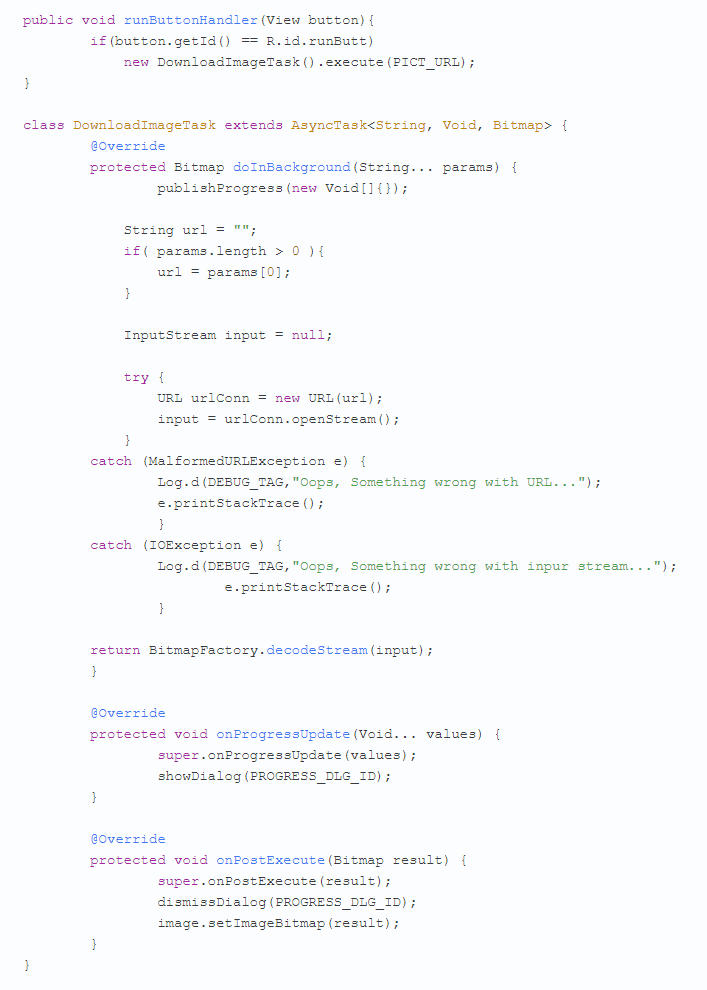 public void runButtonHandler(View button){
        if(button.getId() == R.id.runButt)
            new DownloadImageTask().execute(PICT_URL);
}

class DownloadImageTask extends AsyncTask<String, Void, Bitmap> {
        @Override
        protected Bitmap doInBackground(String... params) {
                publishProgress(new Void[]{});

            String url = "";
            if( params.length > 0 ){
                url = params[0];
            }

            InputStream input = null;

            try {
                URL urlConn = new URL(url);
                input = urlConn.openStream();
            }
        catch (MalformedURLException e) {
                Log.d(DEBUG_TAG,"Oops, Something wrong with URL...");
                e.printStackTrace();
                }
        catch (IOException e) {
                Log.d(DEBUG_TAG,"Oops, Something wrong with inpur stream...");
                        e.printStackTrace();
                }

        return BitmapFactory.decodeStream(input);
        }

        @Override
        protected void onProgressUpdate(Void... values) {
                super.onProgressUpdate(values);
                showDialog(PROGRESS_DLG_ID);
        }

        @Override
        protected void onPostExecute(Bitmap result) {
                super.onPostExecute(result);
                dismissDialog(PROGRESS_DLG_ID);
                image.setImageBitmap(result);
        }
}